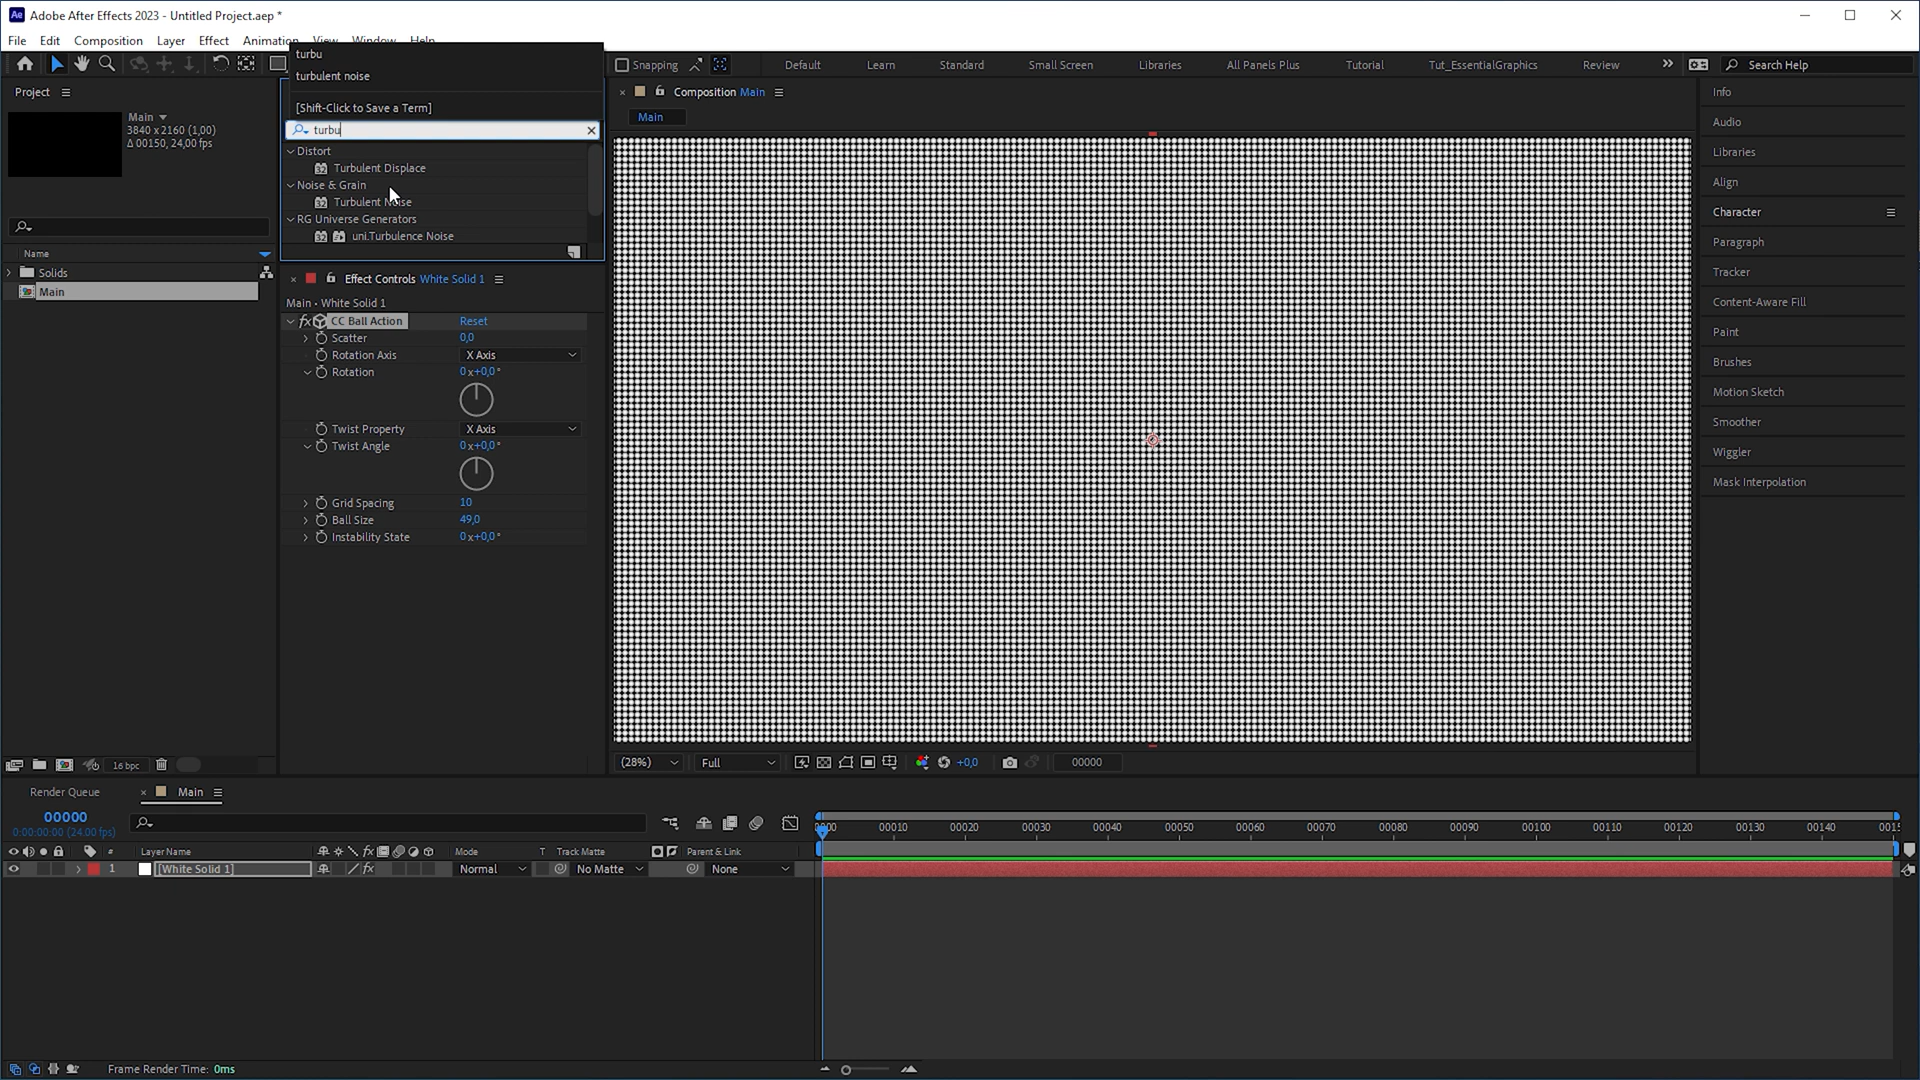 Adobe After Effects 2023 - Untitled Project.aep *
File Edit Composition Layer Effect Animation View Window Help
Snapping Default Learn Standard Small Screen Libraries All Panels Plus Tutorial Tut_EssentialGraphics Review Search Help
Project
Main
3840 x 2160 (1,00)
Δ 00150, 24,00 fps
Name
Solids
Main
16 bpc
turbu
turbulent noise
[Shift-Click to Save a Term]
turbu
Distort
Turbulent Displace
Noise & Grain
Turbulent Noise
RG Universe Generators
uni.Turbulence Noise
Effect Controls White Solid 1
Main • White Solid 1
fx CC Ball Action Reset
Scatter 0,0
Rotation Axis X Axis
Rotation 0x+0,0°
Twist Property X Axis
Twist Angle 0x+0,0°
Grid Spacing 10
Ball Size 49,0
Instability State 0x+0,0°
Composition Main
Main
(28%) Full +0,0 00000
Info
Audio
Libraries
Align
Character
Paragraph
Tracker
Content-Aware Fill
Paint
Brushes
Motion Sketch
Smoother
Wiggler
Mask Interpolation
Render Queue Main
00000
0:00:00:00 (24.00 fps)
00010 00020 00030 00040 00050 00060 00070 00080 00090 00100 00110 00120 00130 00140
# Layer Name fx Mode T Track Matte Parent & Link
1 [White Solid 1] fx Normal No Matte None
Frame Render Time: 0ms